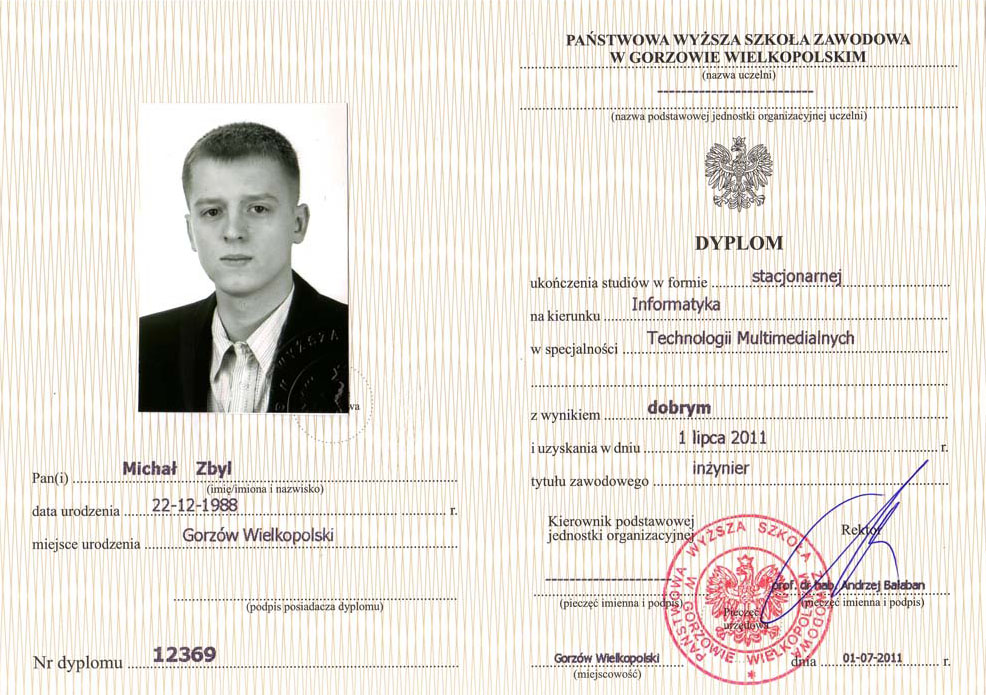 WYŻSZA
wa
Pan(i) Michał Zbyl
(imię/imiona i nazwisko)
data urodzenia 22-12-1988 r.
miejsce urodzenia Gorzów Wielkopolski
(podpis posiadacza dyplomu)
Nr dyplomu 12369
PAŃSTWOWA WYŻSZA SZKOŁA ZAWODOWA
W GORZOWIE WIELKOPOLSKIM
(nazwa uczelni)
(nazwa podstawowej jednostki organizacyjnej uczelni)
DYPLOM
ukończenia studiów w formie stacjonarnej
na kierunku Informatyka
w specjalności Technologii Multimedialnych
z wynikiem dobrym
i uzyskania w dniu 1 lipca 2011 r.
tytułu zawodowego inżynier
Kierownik podstawowej
jednostki organizacyjnej
Rektor
prof. dr hab. Andrzej Bałaban
(pieczęć imienna i podpis) (pieczęć imienna i podpis)
Pieczęć
urzędowa
PAŃSTWOWA WYŻSZA SZKOŁA ZAWODOWA
W GORZOWIE WIELKOPOLSKIM
Gorzów Wielkopolski dnia 01-07-2011 r.
(miejscowość)